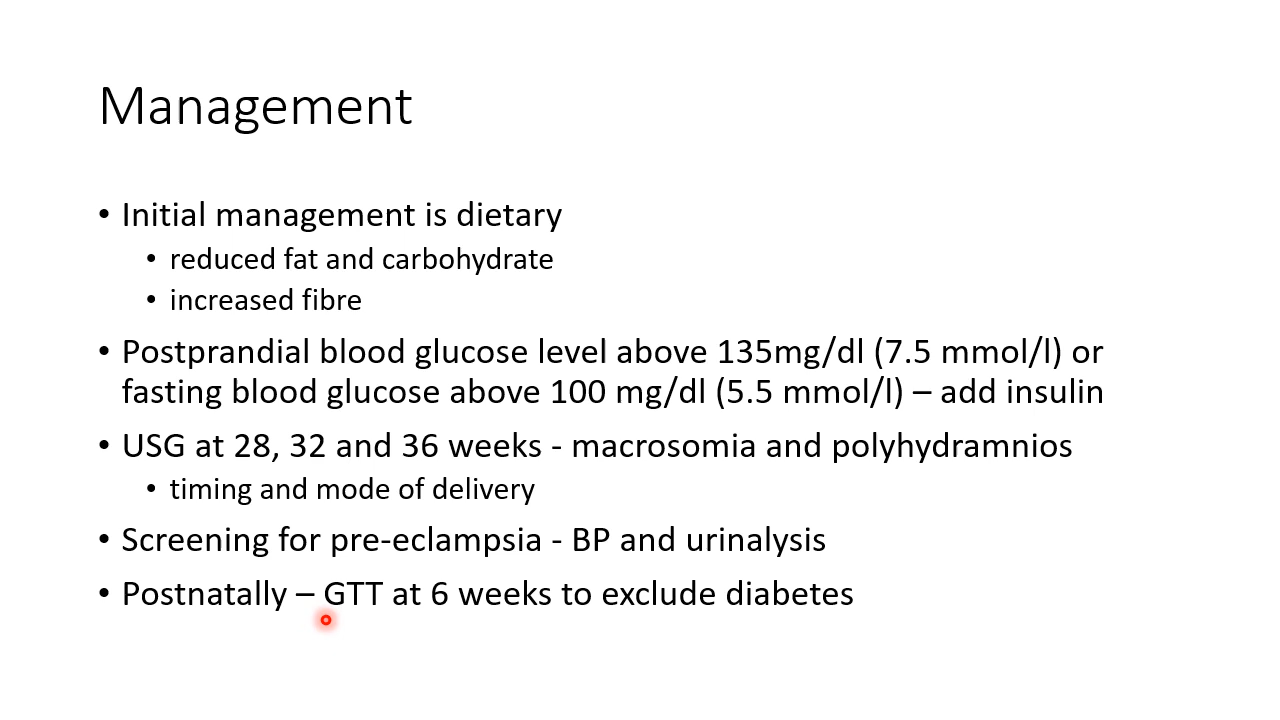 Management
• Initial management is dietary
• reduced fat and carbohydrate
• increased fibre
• Postprandial blood glucose level above 135mg/dl (7.5 mmol/l) or
fasting blood glucose above 100 mg/dl (5.5 mmol/l) – add insulin
• USG at 28, 32 and 36 weeks - macrosomia and polyhydramnios
• timing and mode of delivery
• Screening for pre-eclampsia - BP and urinalysis
• Postnatally – GTT at 6 weeks to exclude diabetes